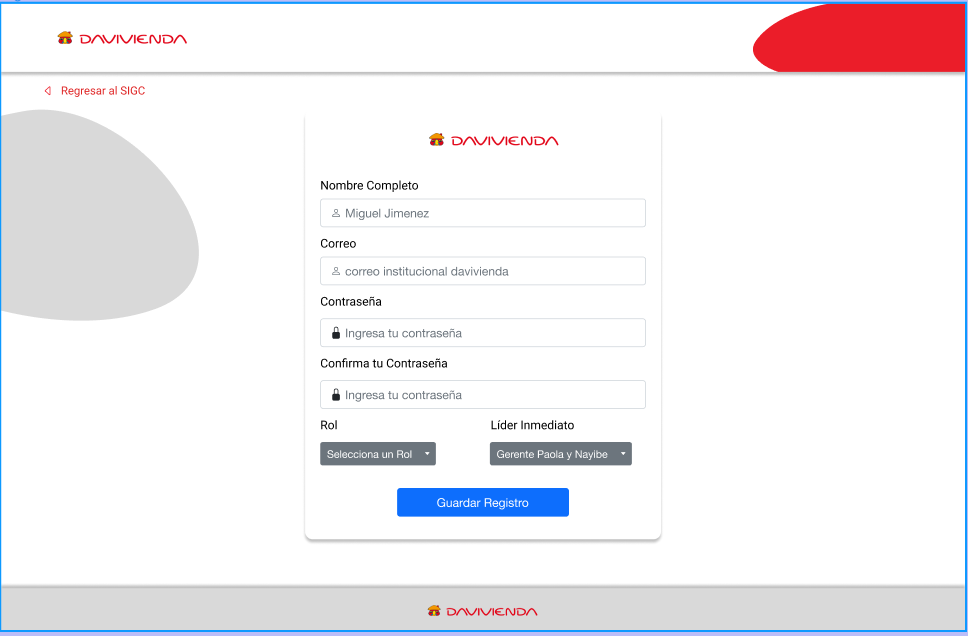 DAVIVIENDA
Regresar al SIGC
DAVIVIENDA
Nombre Completo
Miguel Jimenez
Correo
correo institucional davivienda
Contraseña
Ingresa tu contraseña
Confirma tu Contraseña
Ingresa tu contraseña
Rol Líder Inmediato
Selecciona un Rol Gerente Paola y Nayibe
Guardar Registro
DAVIVIENDA